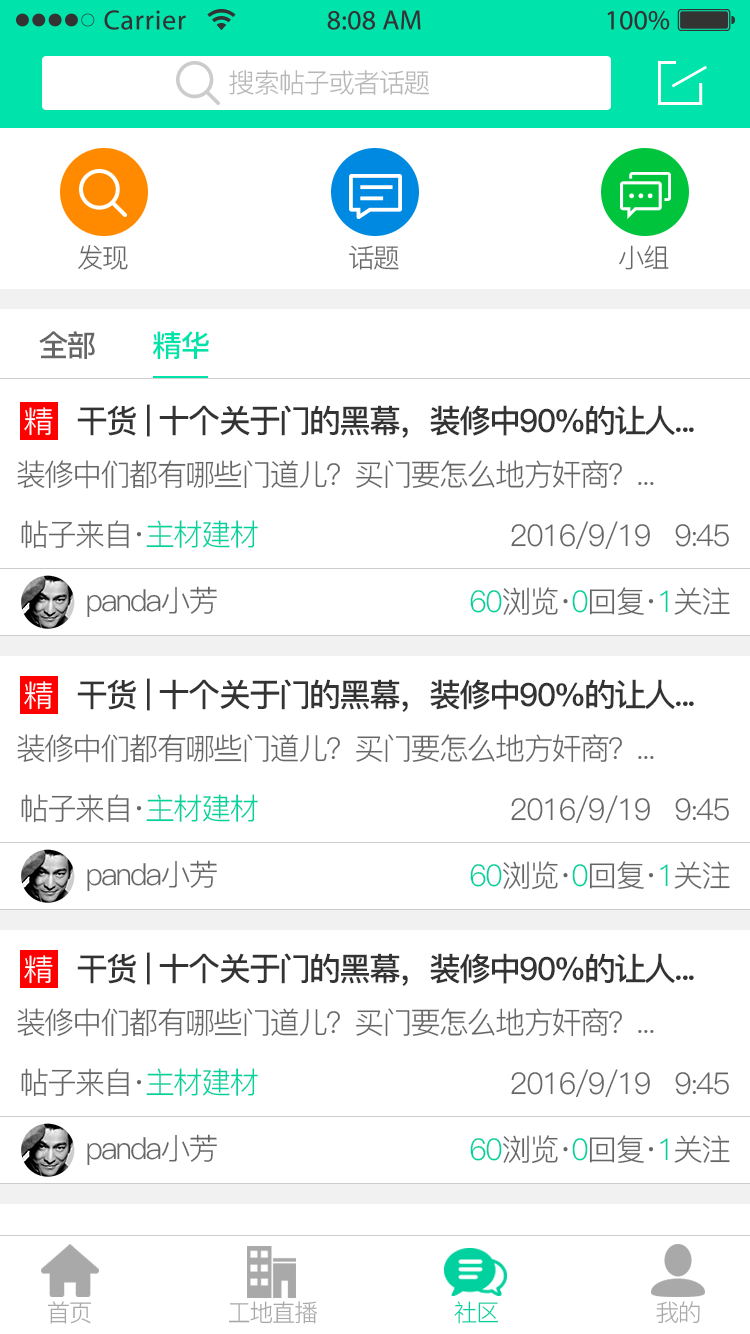 Carrier 8:08 AM 100%
搜索帖子或者话题
发现 话题 小组
全部 精华
精 干货 | 十个关于门的黑幕，装修中90%的让人...
装修中们都有哪些门道儿？买门要怎么地方奸商？...
帖子来自·主材建材 2016/9/19 9:45
panda小芳 60浏览·0回复·1关注
精 干货 | 十个关于门的黑幕，装修中90%的让人...
装修中们都有哪些门道儿？买门要怎么地方奸商？...
帖子来自·主材建材 2016/9/19 9:45
panda小芳 60浏览·0回复·1关注
精 干货 | 十个关于门的黑幕，装修中90%的让人...
装修中们都有哪些门道儿？买门要怎么地方奸商？...
帖子来自·主材建材 2016/9/19 9:45
panda小芳 60浏览·0回复·1关注
首页 工地直播 社区 我的